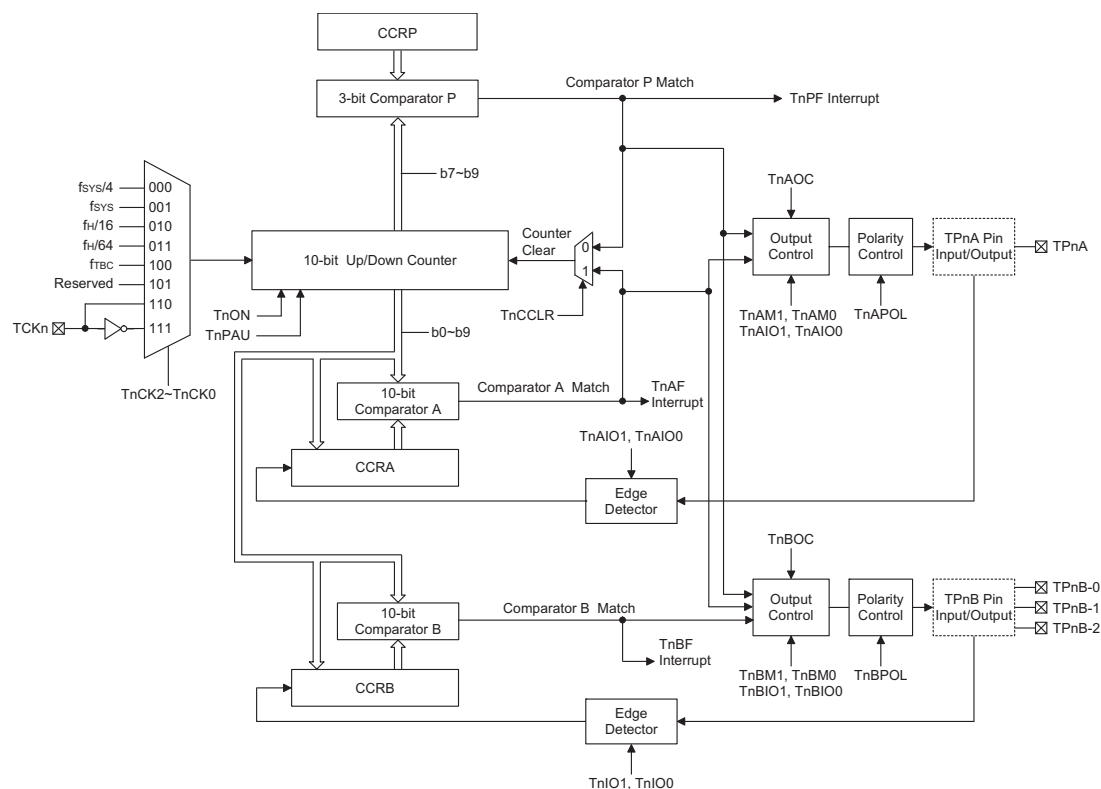 CCRP
3-bit Comparator P
Comparator P Match
TnPF Interrupt
b7~b9
fSYS/4
000
fSYS
001
fH/16
010
fH/64
011
fTBC
100
Reserved
101
110
111
TCKn
TnCK2~TnCK0
10-bit Up/Down Counter
TnON
TnPAU
Counter
Clear
0
1
TnCCLR
b0~b9
TnAOC
Output
Control
Polarity
Control
TPnA Pin
Input/Output
TPnA
TnAM1, TnAM0
TnAIO1, TnAIO0
TnAPOL
10-bit
Comparator A
Comparator A Match
TnAF
Interrupt
CCRA
TnAIO1, TnAIO0
Edge
Detector
TnBOC
10-bit
Comparator B
Comparator B Match
TnBF
Interrupt
Output
Control
Polarity
Control
TPnB Pin
Input/Output
TPnB-0
TPnB-1
TPnB-2
TnBM1, TnBM0
TnBIO1, TnBIO0
TnBPOL
CCRB
Edge
Detector
TnIO1, TnIO0